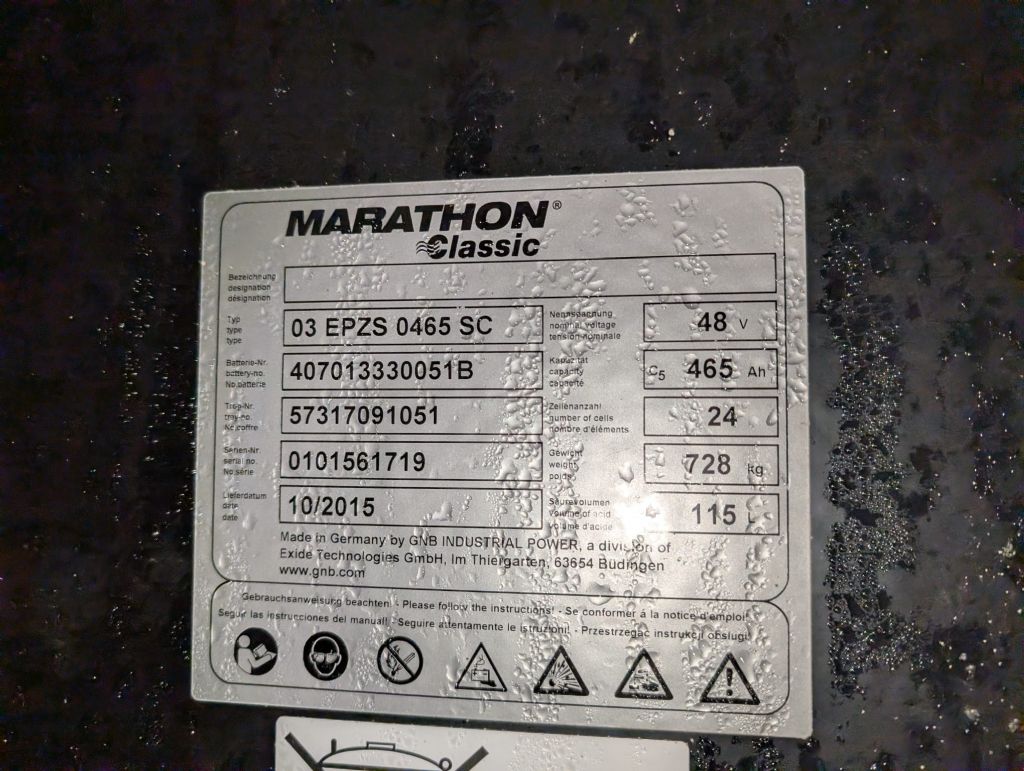 MARATHON®
Classic
Bezeichnung
designation
désignation
Typ
type
type
03 EPZS 0465 SC
Nennspannung
nominal voltage
tension nominale
48 V
Batterie-Nr.
battery-no.
No.batterie
407013330051B
Kapazität
capacity
capacité
C5 465 Ah
Trog-Nr.
tray-no.
No.coffre
57317091051
Zellenanzahl
number of cells
nombre d'éléments
24
Serien-Nr.
serial no.
No.série
0101561719
Gewicht
weight
poids
728 kg
Lieferdatum
date
date
10/2015
Säurevolumen
volume of acid
volume d'acide
115
Made in Germany by GNB INDUSTRIAL POWER, a division of
Exide Technologies GmbH, Im Thiergarten, 63654 Büdingen
www.gnb.com
Gebrauchsanweisung beachten! - Please follow the instructions! - Se conformer á la notice d'emploi!
Seguir las instrucciones del manual! - Seguire attentamente le istruzioni! - Przestrzegać instrukcji obsługi!